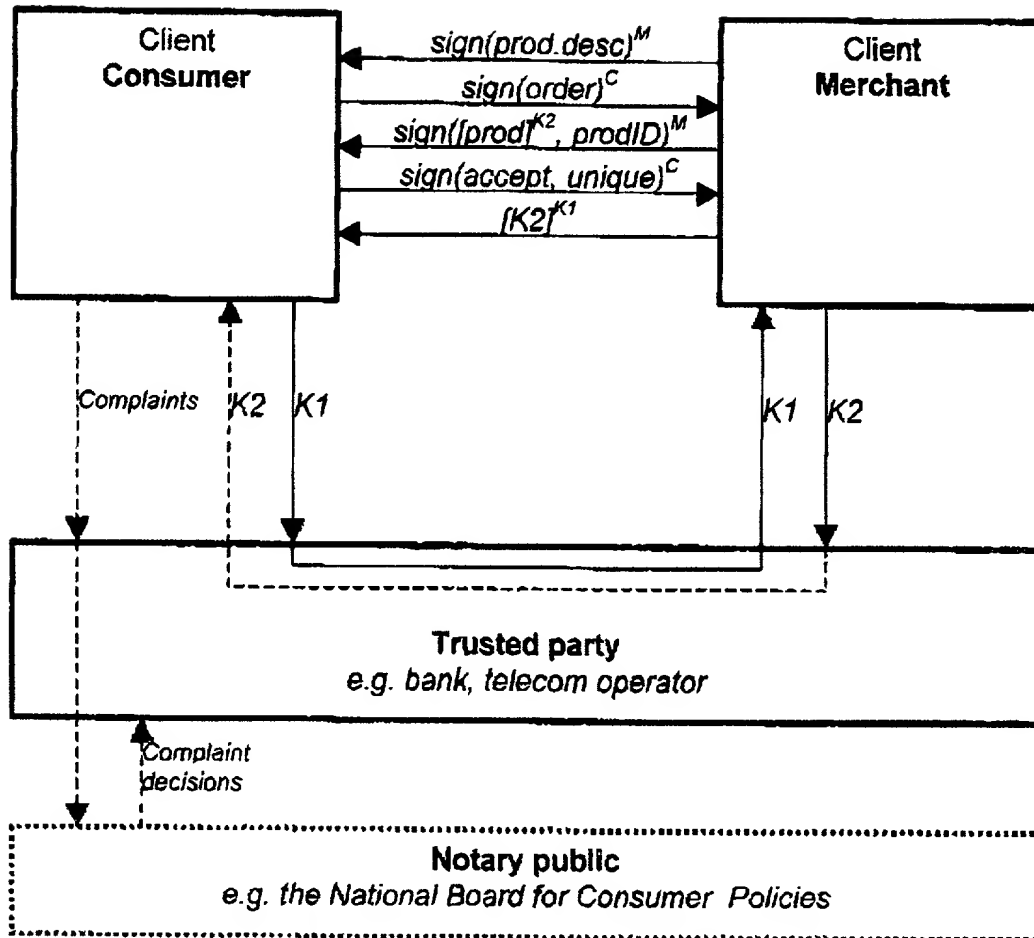 Client
Consumer
Client
Merchant
sign(prod.desc)^M
sign(order)^C
sign([prod]^K2, prodID)^M
sign(accept, unique)^C
[K2]^K1
Complaints
K2
K1
K1
K2
Trusted party
e.g. bank, telecom operator
Complaint
decisions
Notary public
e.g. the National Board for Consumer Policies